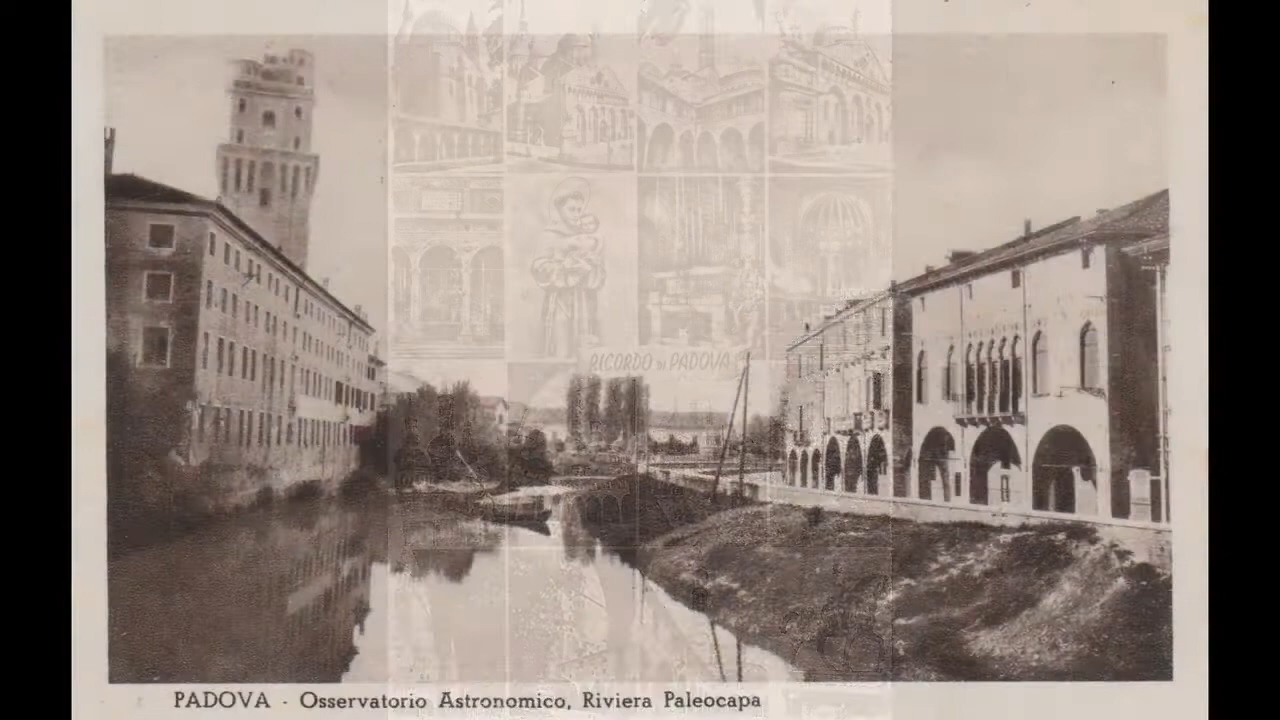 RICORDO DI PADOVA
PADOVA - Osservatorio Astronomico, Riviera Paleocapa